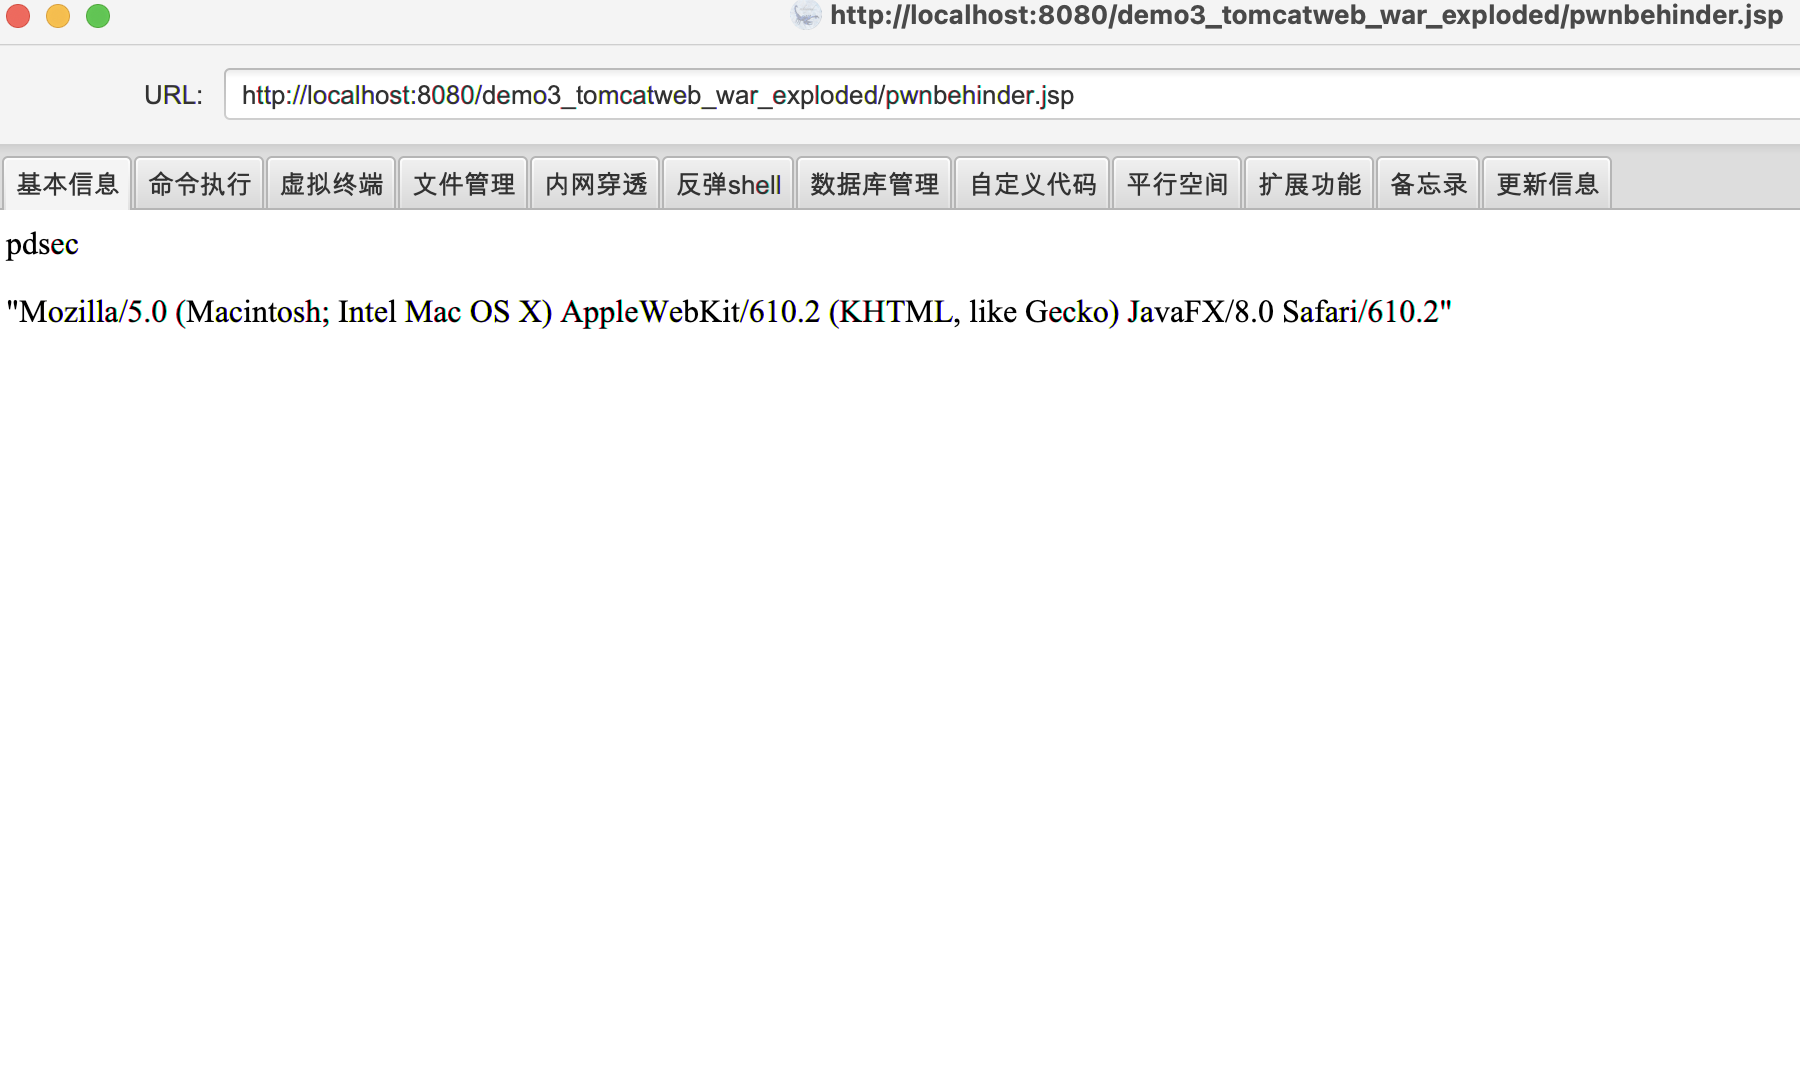 http://localhost:8080/demo3_tomcatweb_war_exploded/pwnbehinder.jsp
URL: http://localhost:8080/demo3_tomcatweb_war_exploded/pwnbehinder.jsp
基本信息 命令执行 虚拟终端 文件管理 内网穿透 反弹shell 数据库管理 自定义代码 平行空间 扩展功能 备忘录 更新信息
pdsec
"Mozilla/5.0 (Macintosh; Intel Mac OS X) AppleWebKit/610.2 (KHTML, like Gecko) JavaFX/8.0 Safari/610.2"